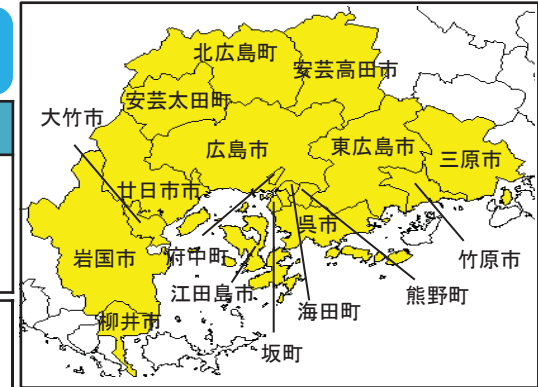 北広島町
安芸高田市
安芸太田町
大竹市
広島市
東広島市
三原市
廿日市市
呉市
岩国市
府中町
竹原市
江田島市
熊野町
海田町
柳井市
坂町